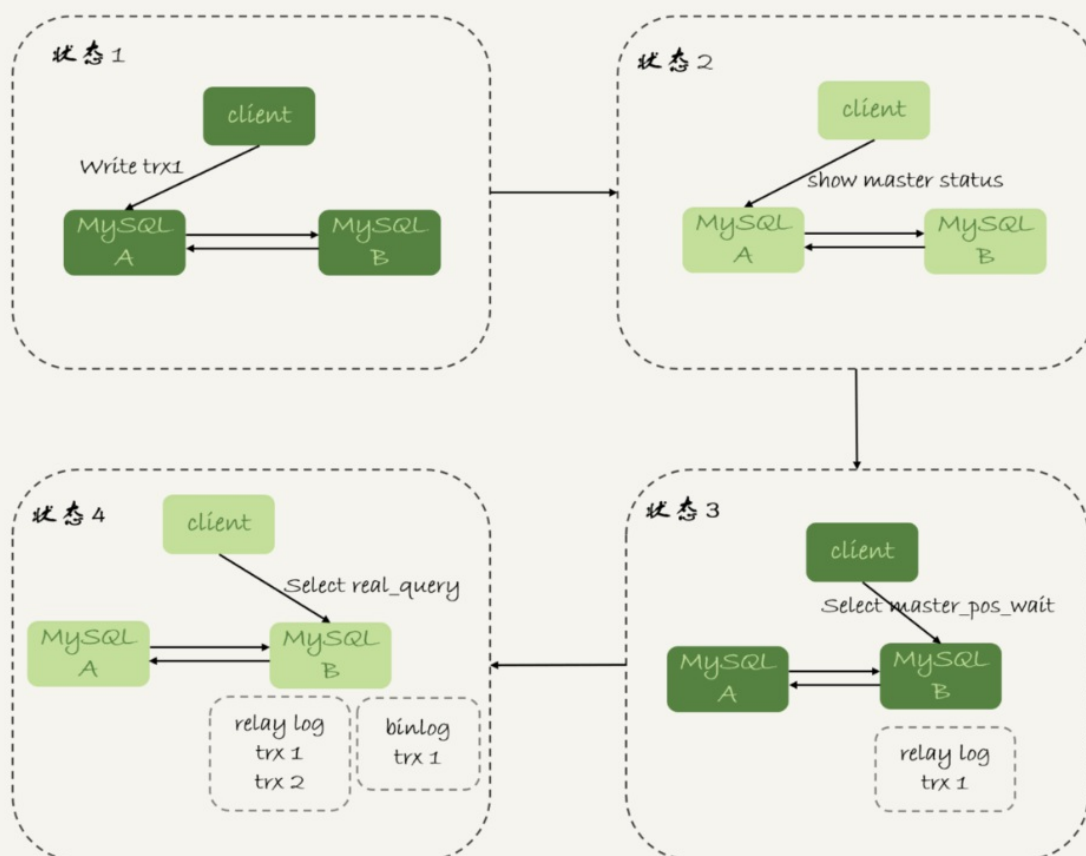 状态1
client
Write trx1
MySQL
A
MySQL
B
状态2
client
show master status
MySQL
A
MySQL
B
状态3
client
Select master_pos_wait
MySQL
A
MySQL
B
relay log
trx 1
状态4
client
Select real_query
MySQL
A
MySQL
B
relay log
trx 1
trx 2
binlog
trx 1